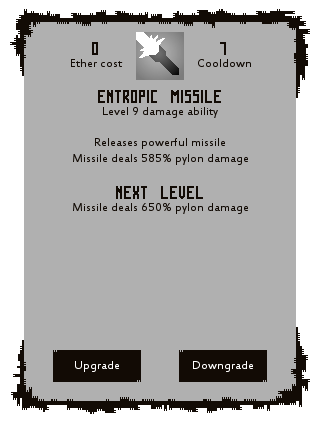 0
7
Ether cost
Cooldown
ENTROPIC MISSILE
Level 9 damage ability
Releases powerful missile
Missile deals 585% pylon damage
NEXT LEVEL
Missile deals 650% pylon damage
Upgrade
Downgrade